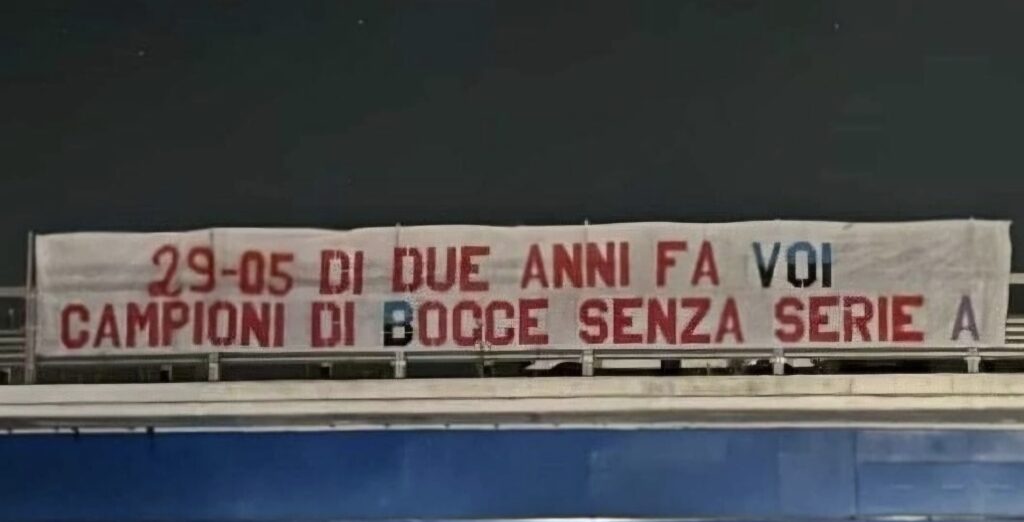 29-05 DI DUE ANNI FA VOI
CAMPIONI DI BOCCE SENZA SERIE A